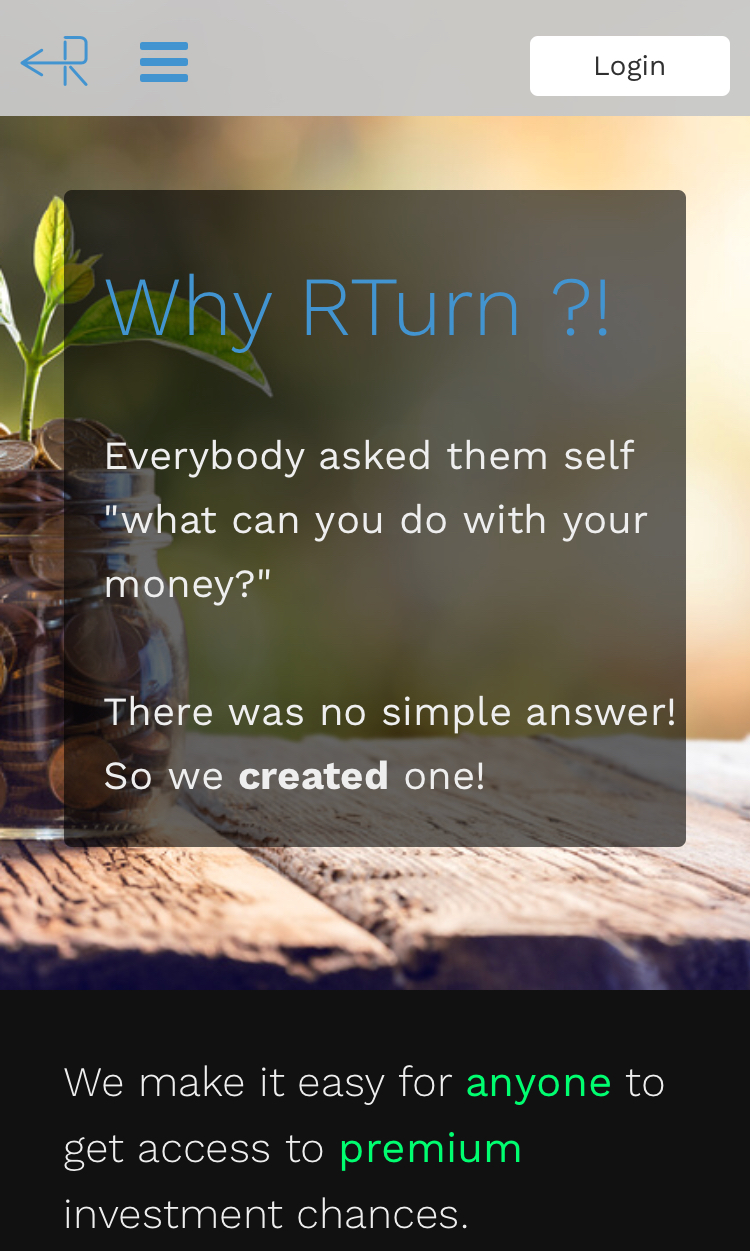 Login
Why RTurn ?!
Everybody asked them self
"what can you do with your
money?"
There was no simple answer!
So we created one!
We make it easy for anyone to
get access to premium
investment chances.